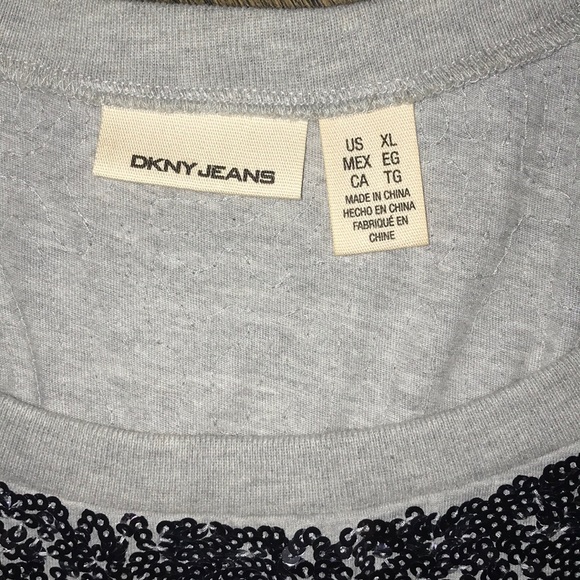 DKNY JEANS
US XL
MEX EG
CA TG
MADE IN CHINA
HECHO EN CHINA
FABRIQUÉ EN
CHINE